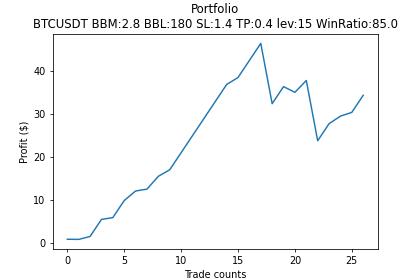 Portfolio
BTCUSDT BBM:2.8 BBL:180 SL:1.4 TP:0.4 lev:15 WinRatio:85.0
Profit ($)
40
30
20
10
0
0 5 10 15 20 25
Trade counts